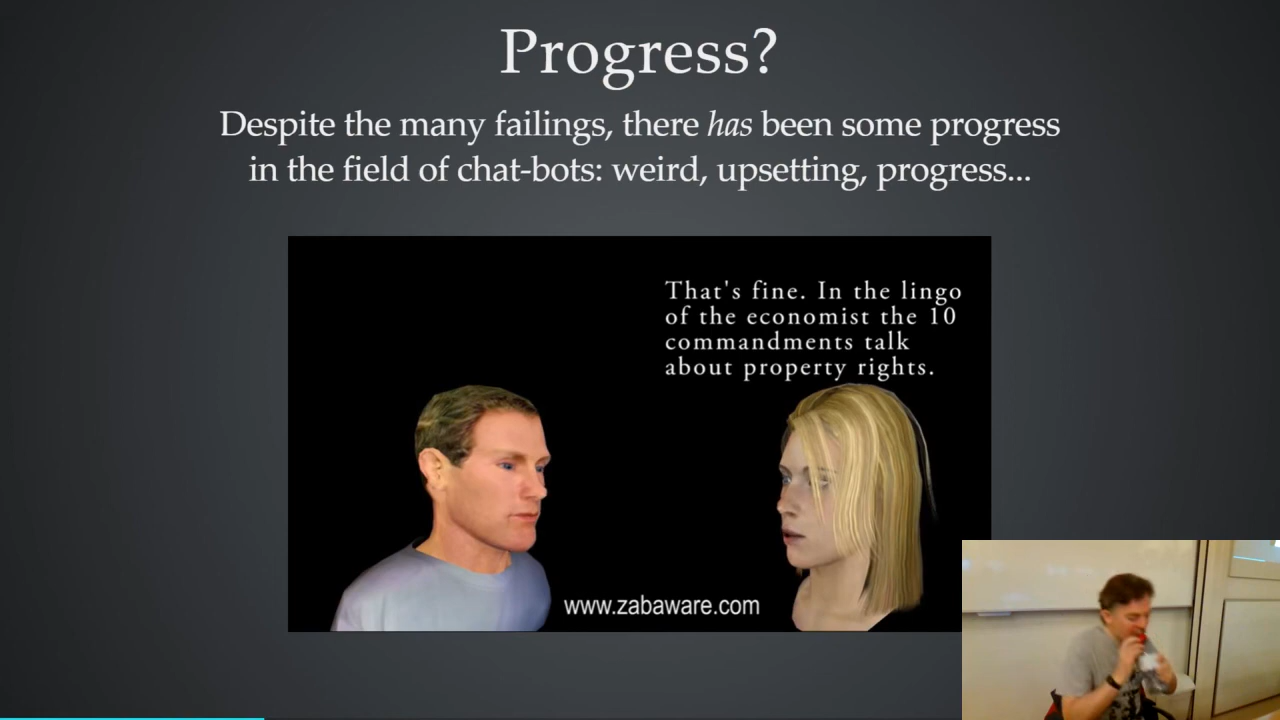 Progress?
Despite the many failings, there has been some progress
in the field of chat-bots: weird, upsetting, progress...
That's fine. In the lingo
of the economist the 10
commandments talk
about property rights.
www.zabaware.com